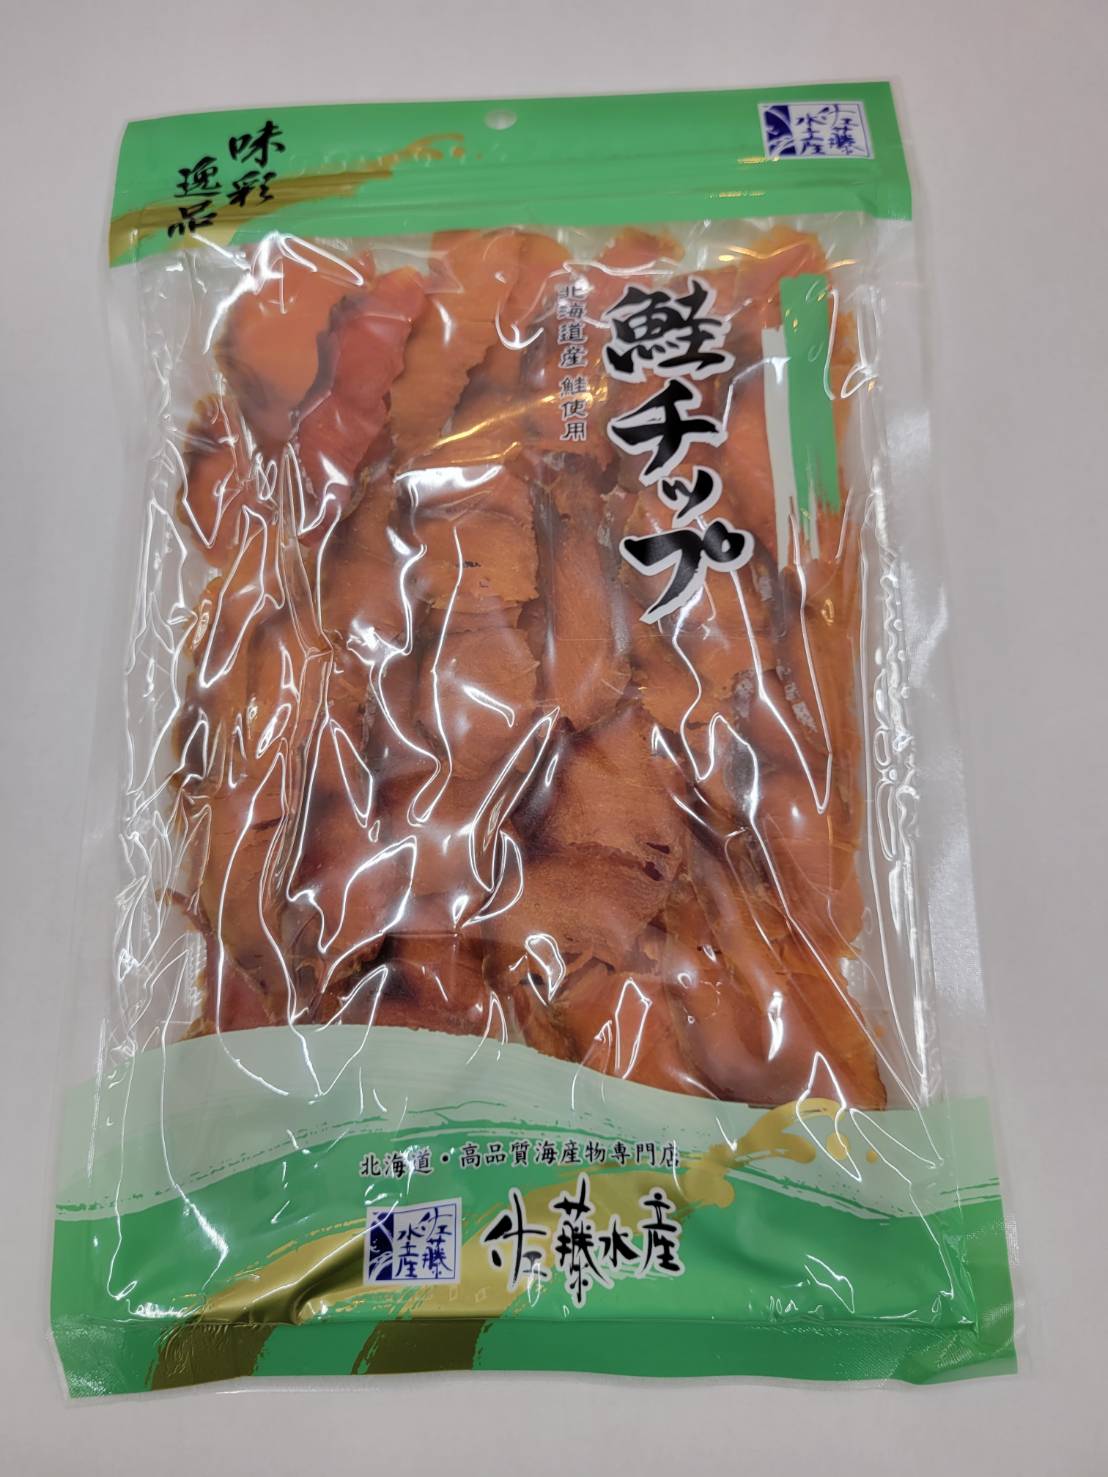 味彩
逸品
佐藤
水産
鮭チップ
北海道産 鮭使用
北海道・高品質海産物専門店
佐藤
水産
佐藤水産